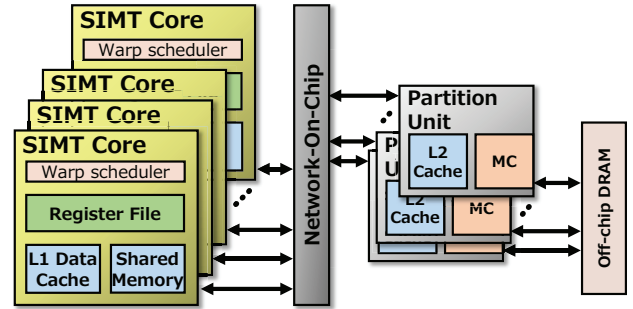 SIMT Core
Warp scheduler
SIMT Core
SIMT Core
SIMT Core
Warp scheduler
Register File
L1 Data
Cache
Shared
Memory
Network-On-Chip
Partition
Unit
L2
Cache
MC
L2
Cache
MC
Off-chip DRAM